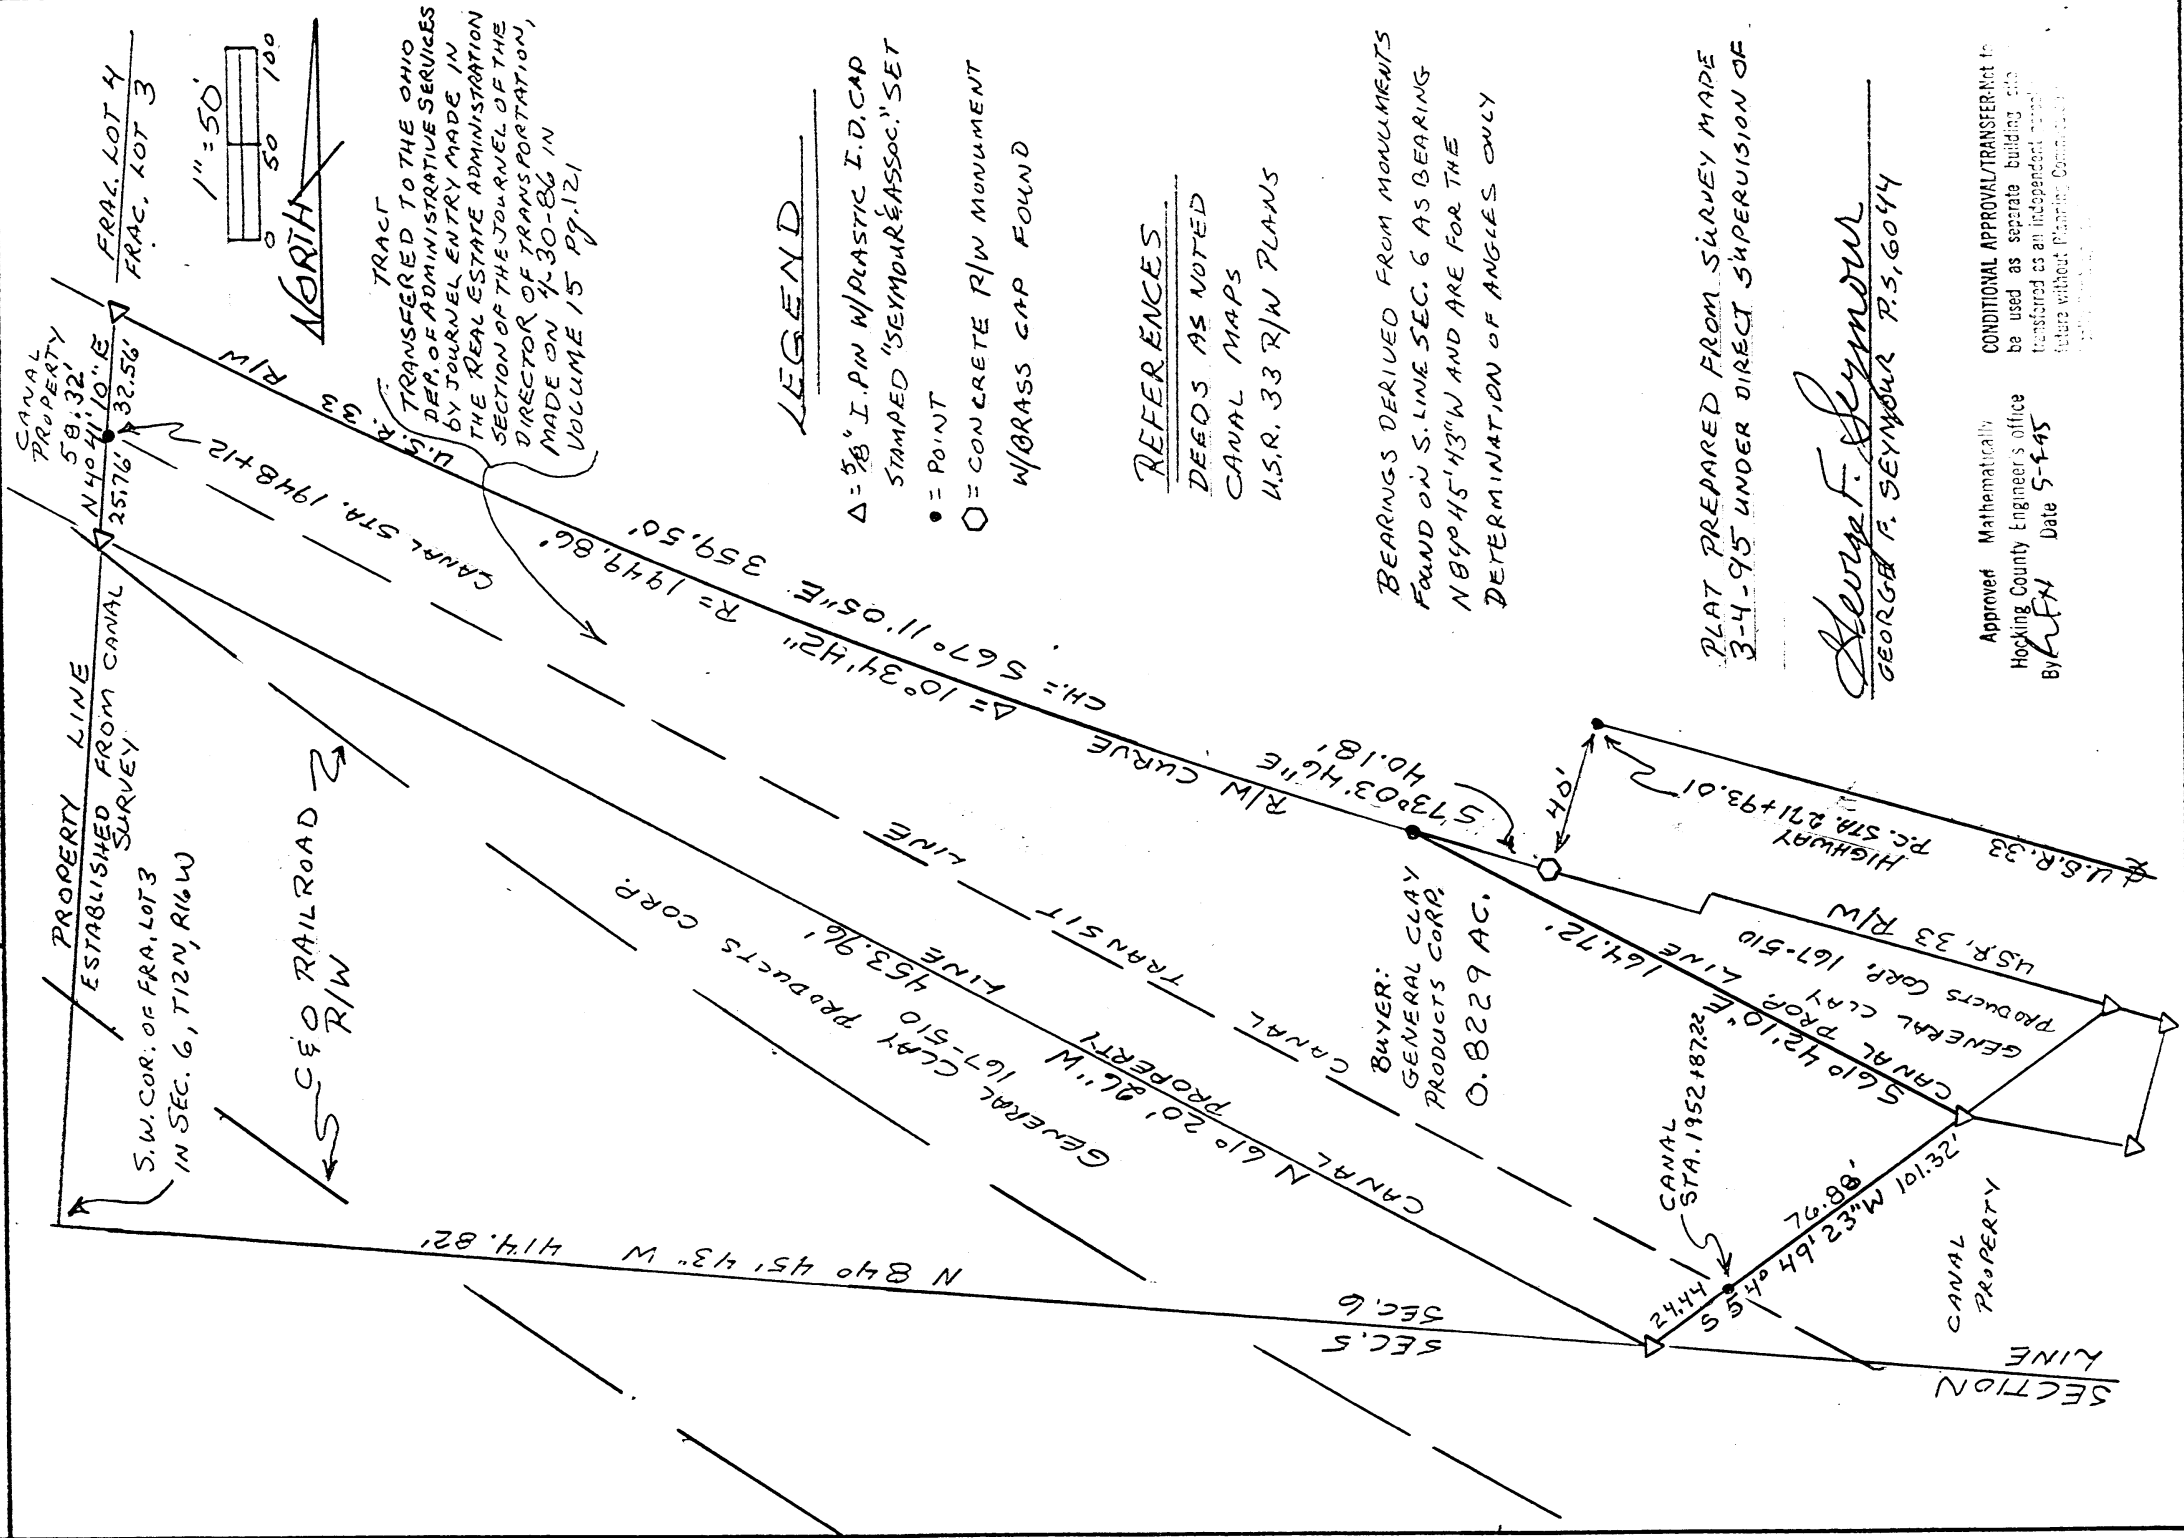 FRAC. LOT 4
FRAC. LOT 3
1" = 50'
0 50 100
NORTH
CANAL
PROPERTY
58.32'
N 4° 41' 10" E
25.76' 32.56'
CANAL STA. 1948+12
R/W
U.S.R. 33
TRACT
TRANSFERED TO THE OHIO
DEP. OF ADMINISTRATIVE SERVICES
BY JOURNEL ENTRY MADE IN
THE REAL ESTATE ADMINISTRATION
SECTION OF THE JOURNEL OF THE
DIRECTOR OF TRANSPORTATION,
MADE ON 4-30-86 IN
VOLUME 15 Pg. 121
PROPERTY LINE
ESTABLISHED FROM CANAL
SURVEY
S.W. COR. OF FRA. LOT 3
IN SEC. 6, T12N, R16W
C&O RAILROAD
R/W
N 84° 45' 43" W 414.82'
SEC. 6
SEC. 5
SECTION
LINE
GENERAL CLAY PRODUCTS CORP.
167-510
453.96'
N 61° 20' 26" W
CANAL PROPERTY LINE
CANAL TRANSIT LINE
R= 1949.86'
Δ= 10° 34' 42"
CH.= S 67° 11' 05" E 359.50'
R/W CURVE
S 73° 03' 46" E
40.18'
40'
HIGHWAY
P.C. STA. 271+93.01
℄ U.S.R. 33
U.S.R. 33 R/W
GENERAL CLAY
PRODUCTS CORP. 167-510
164.72'
S 61° 42' 10" E
CANAL PROP. LINE
BUYER:
GENERAL CLAY
PRODUCTS CORP.
0.8229 AC.
CANAL
STA. 1952+87.22
24.44 76.88'
S 54° 49' 23" W 101.32'
CANAL
PROPERTY
LEGEND
Δ = 5/8" I. PIN W/PLASTIC I.D. CAP
STAMPED "SEYMOUR & ASSOC." SET
● = POINT
⬡ = CONCRETE R/W MONUMENT
W/BRASS CAP FOUND
REFERENCES
DEEDS AS NOTED
CANAL MAPS
U.S.R. 33 R/W PLANS
BEARINGS DERIVED FROM MONUMENTS
FOUND ON S. LINE SEC. 6 AS BEARING
N 84° 45' 43" W AND ARE FOR THE
DETERMINATION OF ANGLES ONLY
PLAT PREPARED FROM SURVEY MADE
3-4-95 UNDER DIRECT SUPERVISION OF
George F. Seymour
GEORGE F. SEYMOUR P.S. 6044
Approved Mathematically
Hocking County Engineer's office
By Date
CONDITIONAL APPROVAL/TRANSFER-Not to
be used as separate building site
transferred as an independent
future without Planning